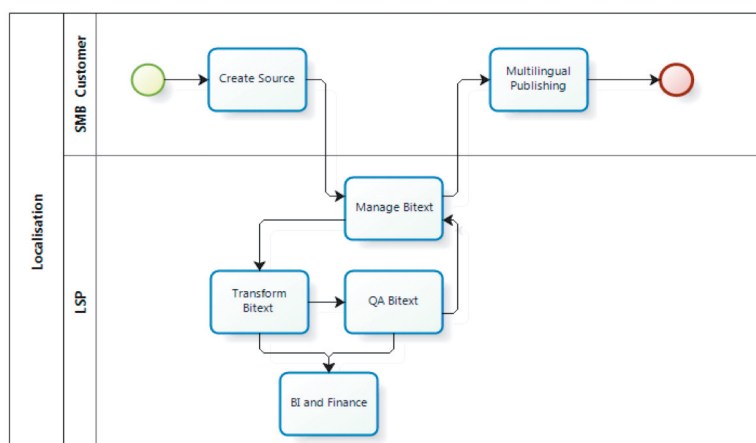 Localisation
SMB Customer
Create Source
Multilingual
Publishing
LSP
Manage Bitext
Transform
Bitext
QA Bitext
BI and Finance